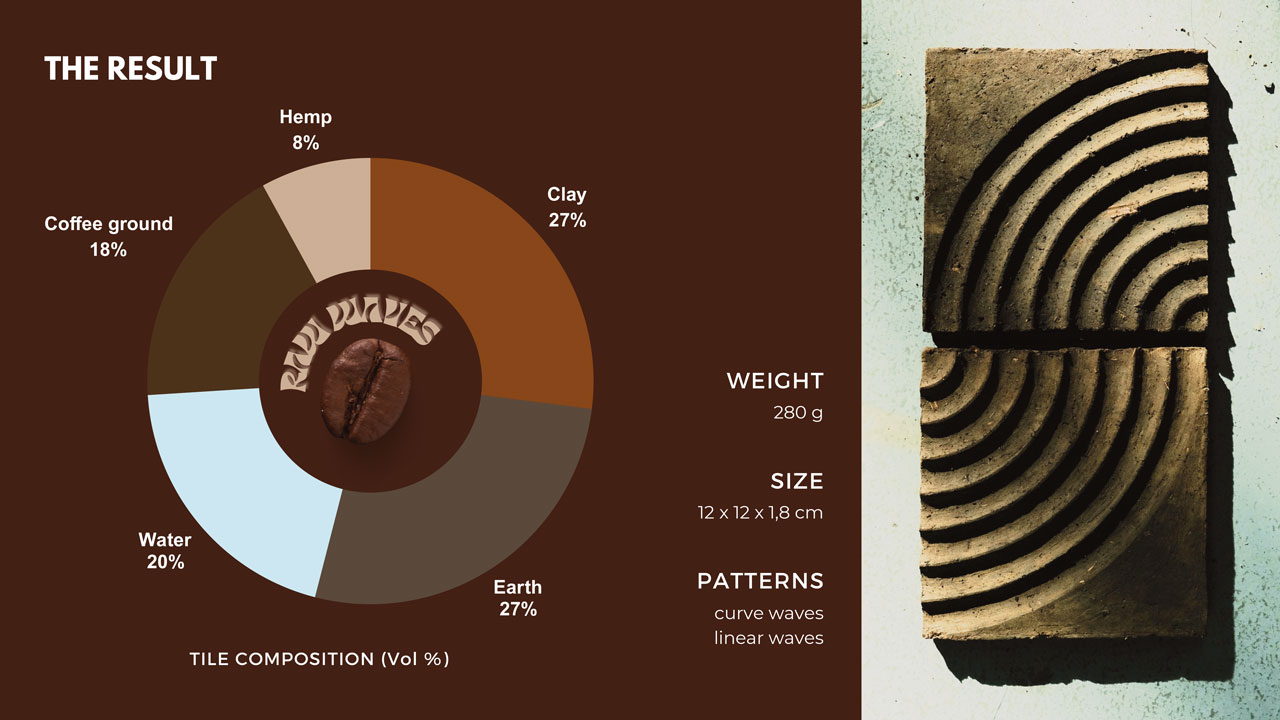 THE RESULT
Hemp
8%
Clay
27%
Coffee ground
18%
RAW WAVES
Water
20%
Earth
27%
TILE COMPOSITION (Vol %)
WEIGHT
280 g
SIZE
12 x 12 x 1,8 cm
PATTERNS
curve waves
linear waves